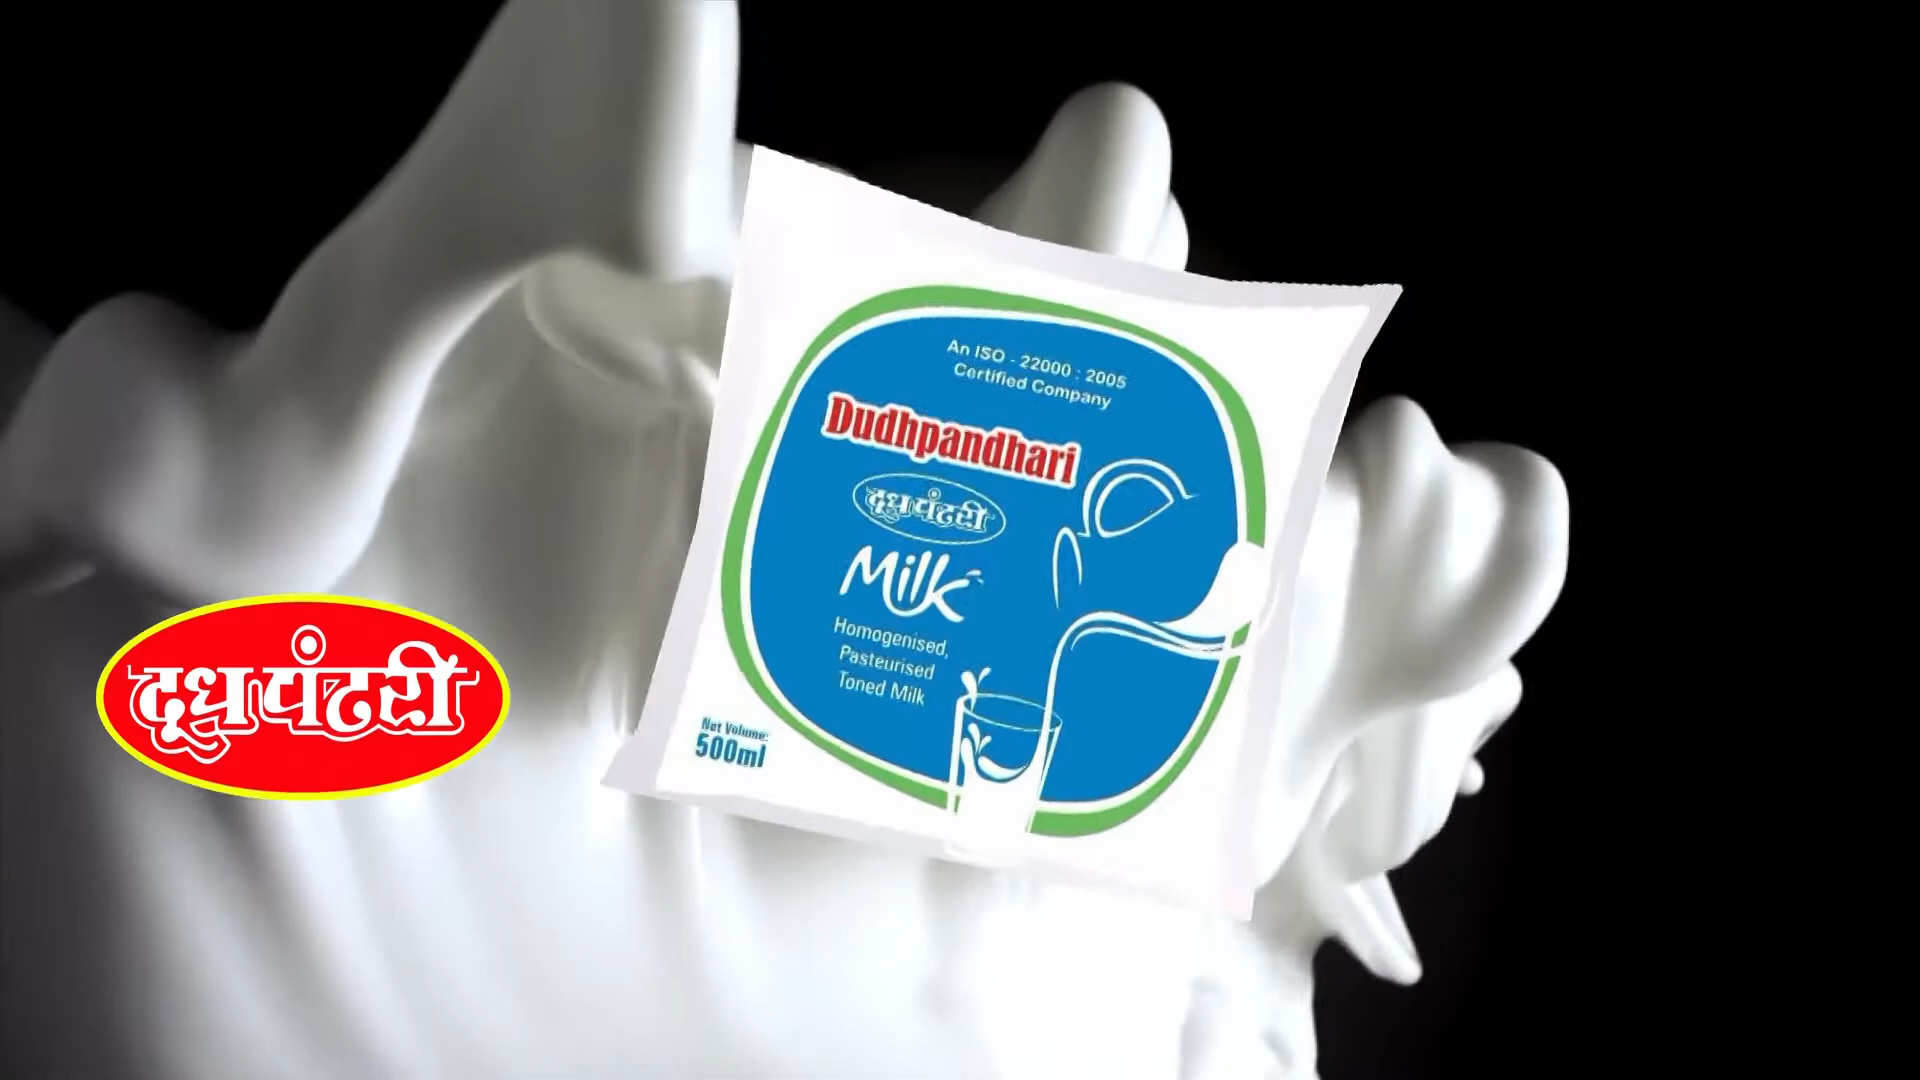 An ISO - 22000 : 2005
Certified Company
Dudhpandhari
दूधपंढरी
Milk
Homogenised,
Pasteurised
Toned Milk
Net Volume:
500ml
दूधपंढरी